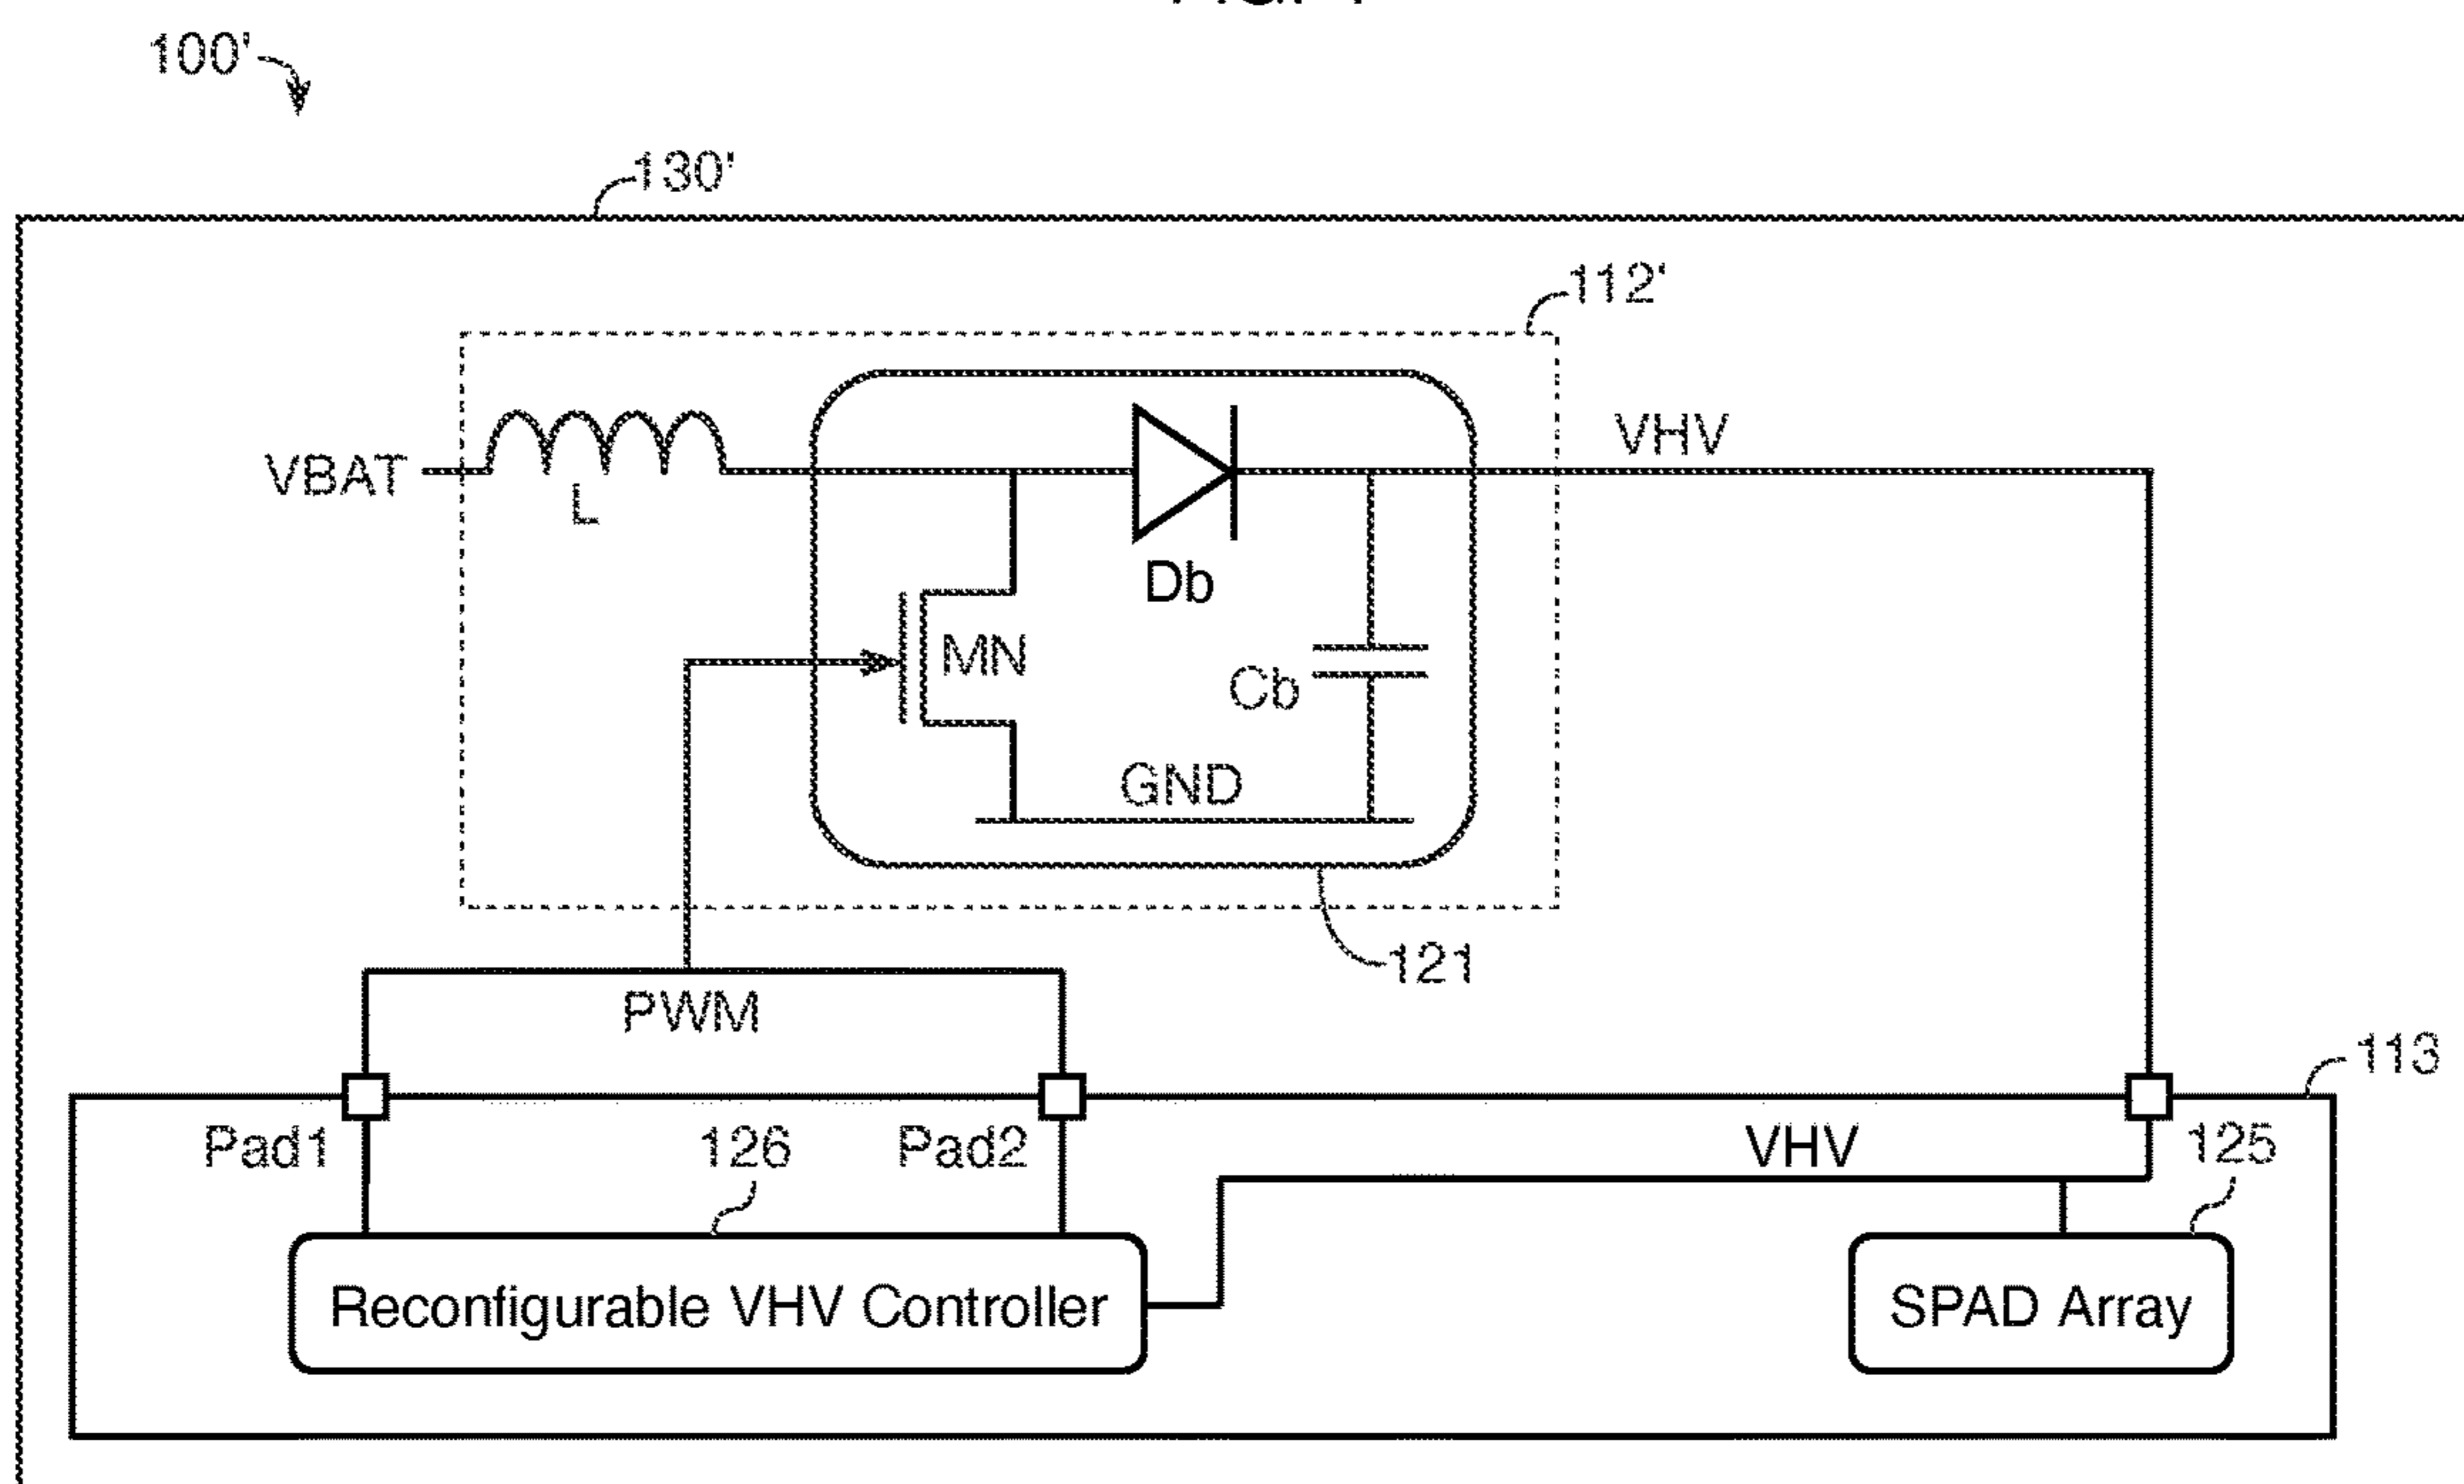 100'
130'
112'
VHV
VBAT
L
Db
MN
Cb
GND
121
PWM
113
Pad1
126
Pad2
VHV
125
Reconfigurable VHV Controller
SPAD Array